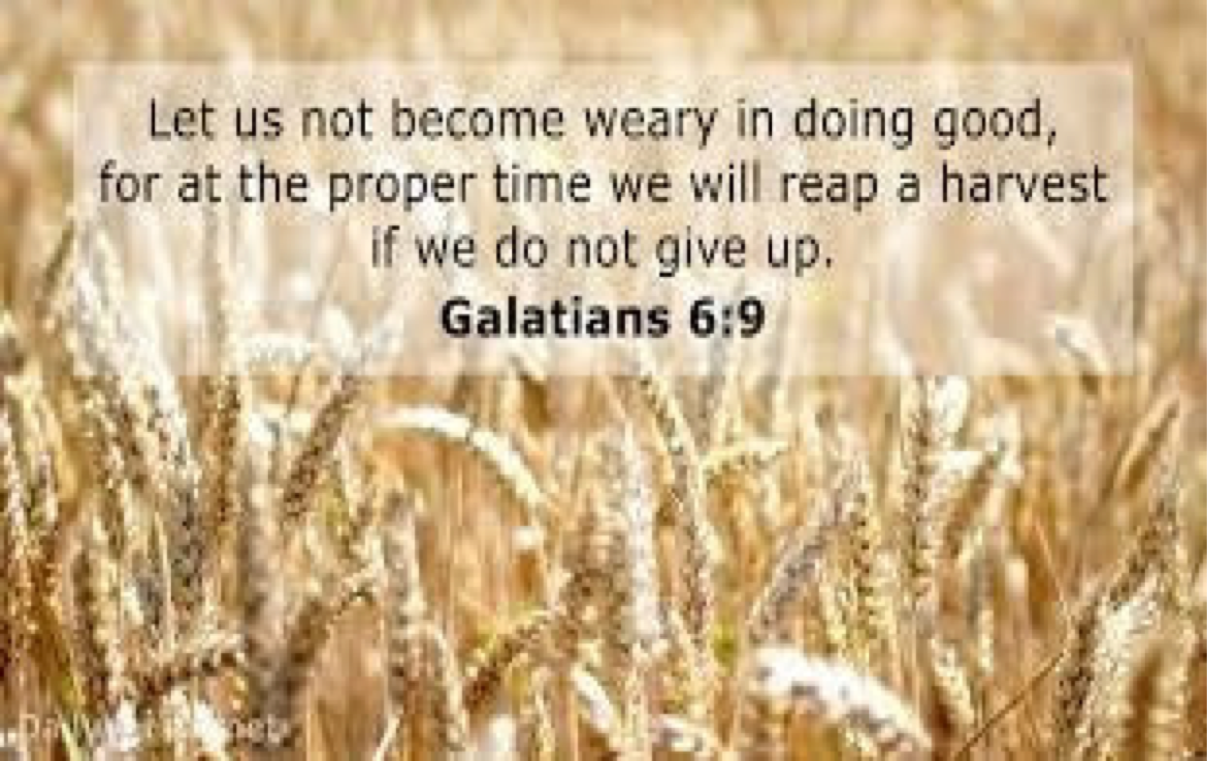 Let us not become weary in doing good,
for at the proper time we will reap a harvest
if we do not give up.
Galatians 6:9